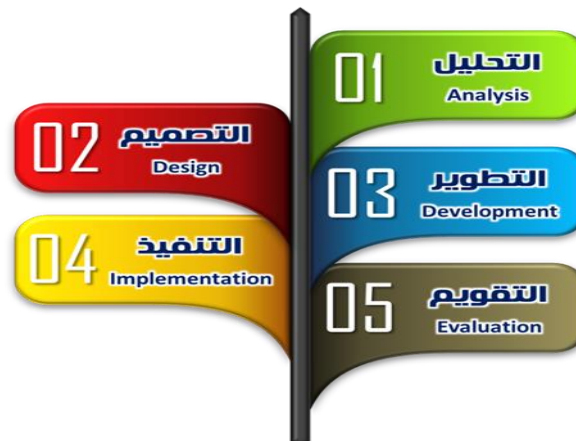 01
التحليل
Analysis
02
التصميم
Design
03
التطوير
Development
04
التنفيذ
Implementation
05
التقويم
Evaluation